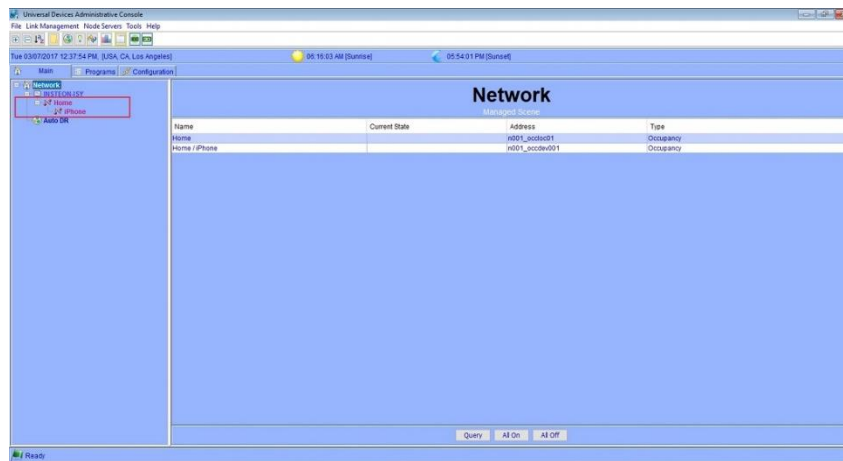 Universal Devices Administrative Console
File Link Management Node Servers Tools Help
Tue 03/07/2017 12:37:54 PM, [USA, CA, Los Angeles] 06:16:03 AM [Sunrise] 05:54:01 PM [Sunset]
Main Programs Configuration
Network
INSTEON-ISY
Home
iPhone
Auto DR
Network
Managed Scene
Name Current State Address Type
Home n001_occloc01 Occupancy
Home / iPhone n001_occdev001 Occupancy
Query All On All Off
Ready